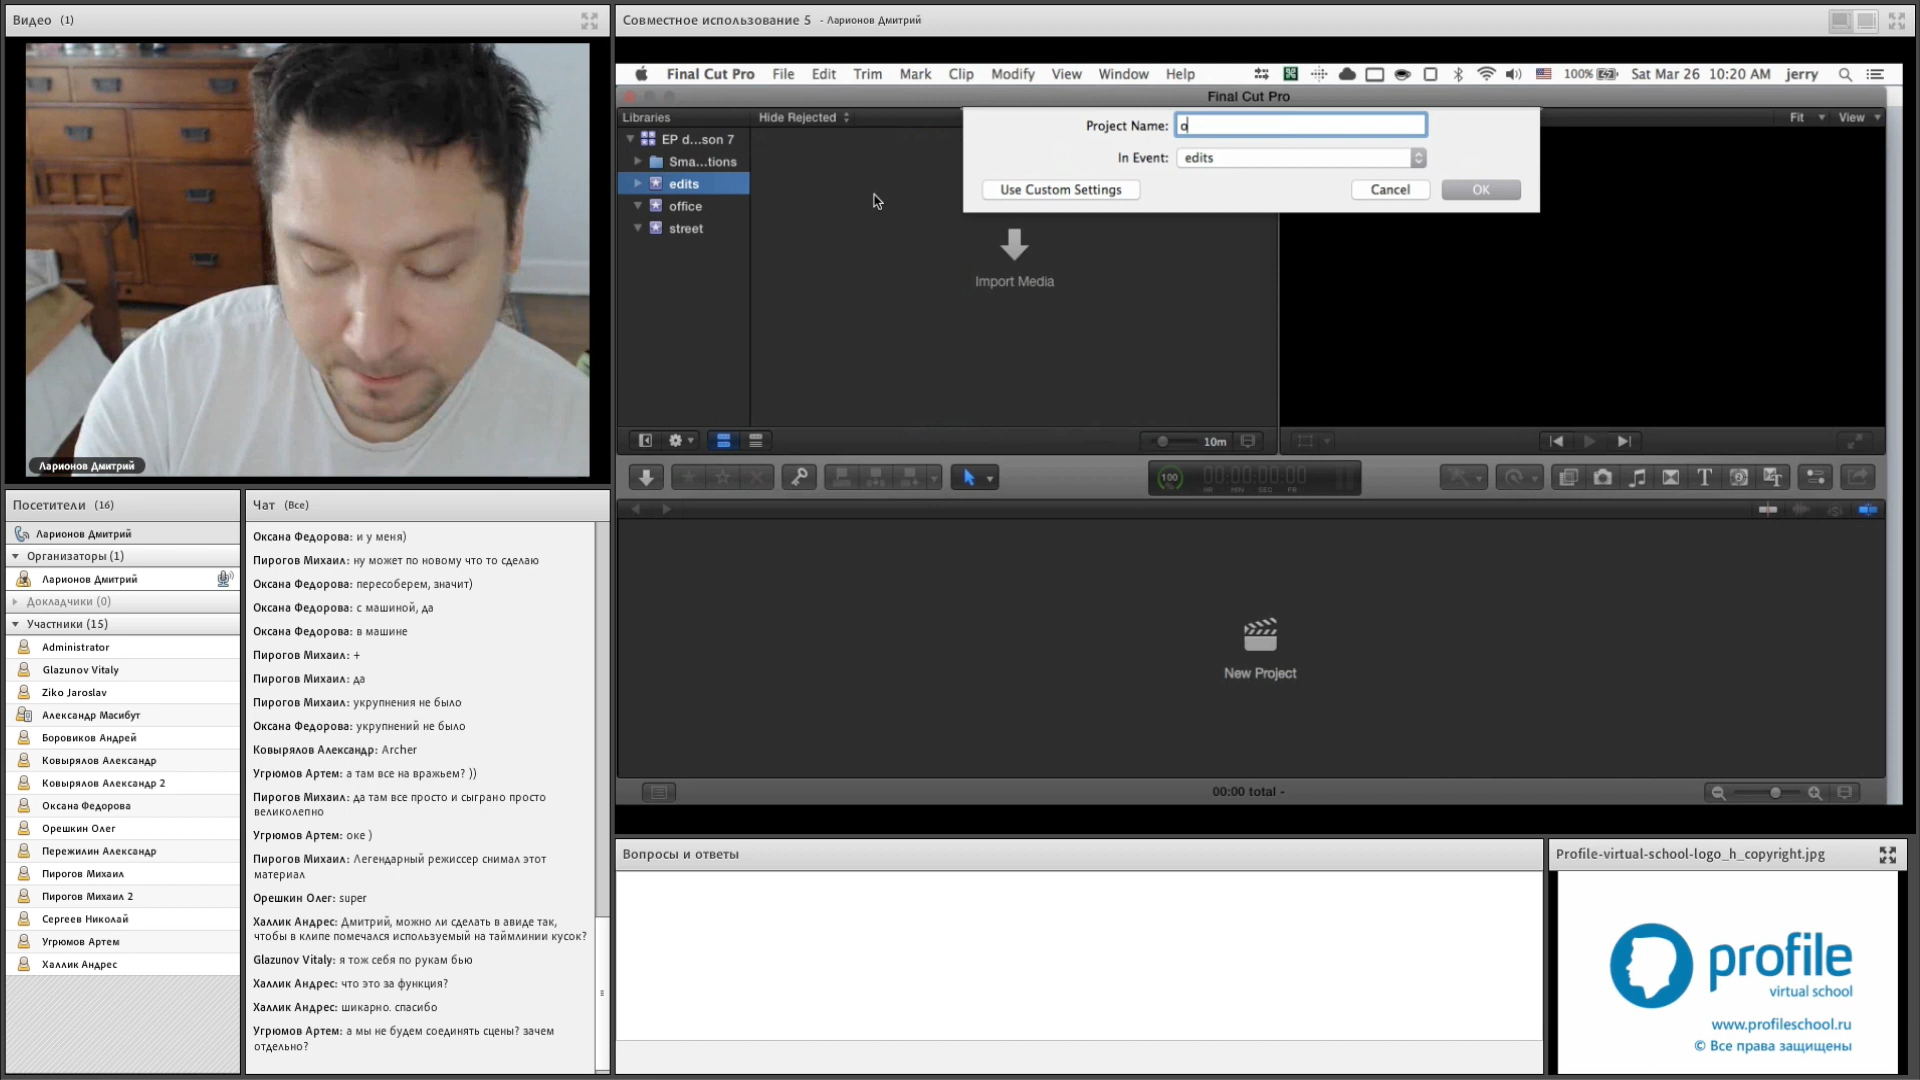 Видео (1)
Ларионов Дмитрий
Посетители (16)
Ларионов Дмитрий
Организаторы (1)
Ларионов Дмитрий
Докладчики (0)
Участники (15)
Administrator
Glazunov Vitaly
Ziko Jaroslav
Александр Масибут
Боровиков Андрей
Ковырялов Александр
Ковырялов Александр 2
Оксана Федорова
Орешкин Олег
Пережилин Александр
Пирогов Михаил
Пирогов Михаил 2
Сергеев Николай
Угрюмов Артем
Халлик Андрес
Чат (Все)
Оксана Федорова: и у меня)
Пирогов Михаил: ну может по новому что то сделаю
Оксана Федорова: пересоберем, значит)
Оксана Федорова: с машиной, да
Оксана Федорова: в машине
Пирогов Михаил: +
Пирогов Михаил: да
Пирогов Михаил: укрупнения не было
Оксана Федорова: укрупнений не было
Ковырялов Александр: Archer
Угрюмов Артем: а там все на вражьем? ))
Пирогов Михаил: да там все просто и сыграно просто
великолепно
Угрюмов Артем: оке )
Пирогов Михаил: Легендарный режиссер снимал этот
материал
Орешкин Олег: super
Халлик Андрес: Дмитрий, можно ли сделать в авиде так,
чтобы в клипе помечался используемый на таймлинии кусок?
Glazunov Vitaly: я тож себя по рукам бью
Халлик Андрес: что это за функция?
Халлик Андрес: шикарно. спасибо
Угрюмов Артем: а мы не будем соединять сцены? зачем
отдельно?
Совместное использование 5 - Ларионов Дмитрий
Final Cut Pro File Edit Trim Mark Clip Modify View Window Help 100% Sat Mar 26 10:20 AM jerry
Final Cut Pro
Libraries
Hide Rejected
Fit View
EP d...son 7
Sma...tions
edits
office
street
Project Name: o
In Event: edits
Use Custom Settings
Cancel
OK
Import Media
10m
100
00:00:00:00
HR MIN SEC FR
New Project
00:00 total -
Вопросы и ответы
Profile-virtual-school-logo_h_copyright.jpg
profile
virtual school
www.profileschool.ru
© Все права защищены